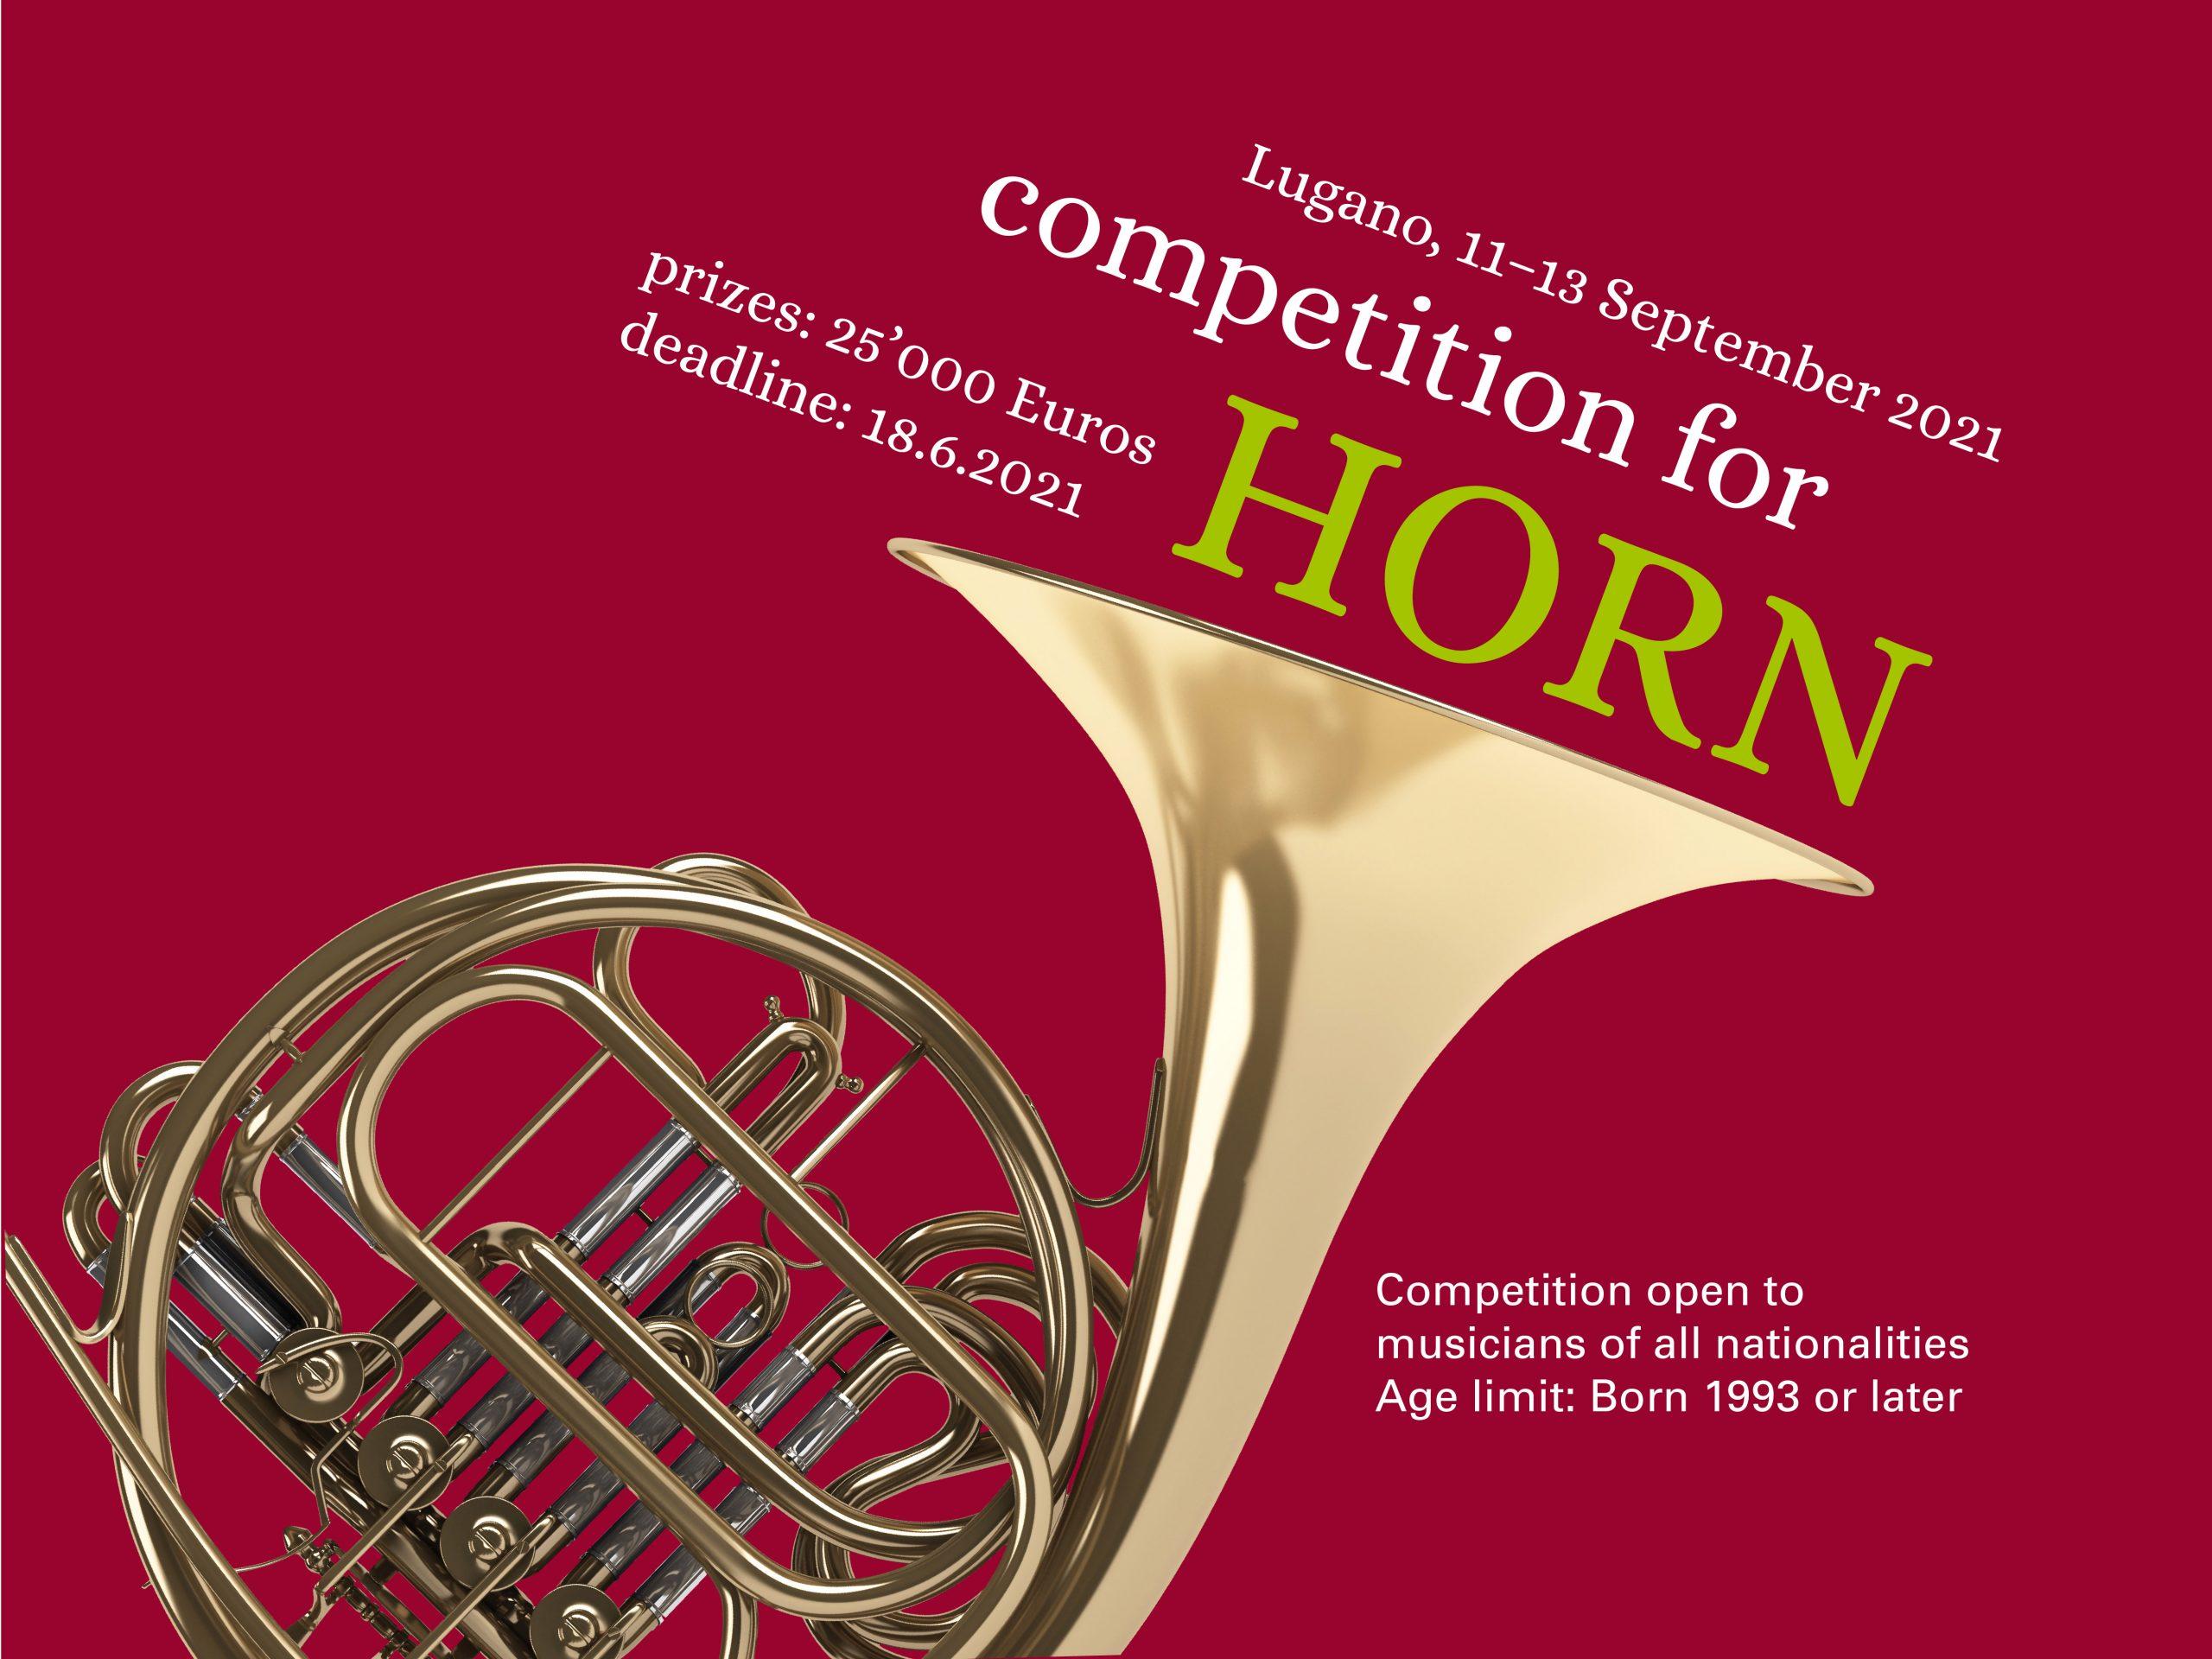 Lugano, 11–13 September 2021
competition for
HORN
prizes: 25’000 Euros
deadline: 18.6.2021
Competition open to
musicians of all nationalities
Age limit: Born 1993 or later